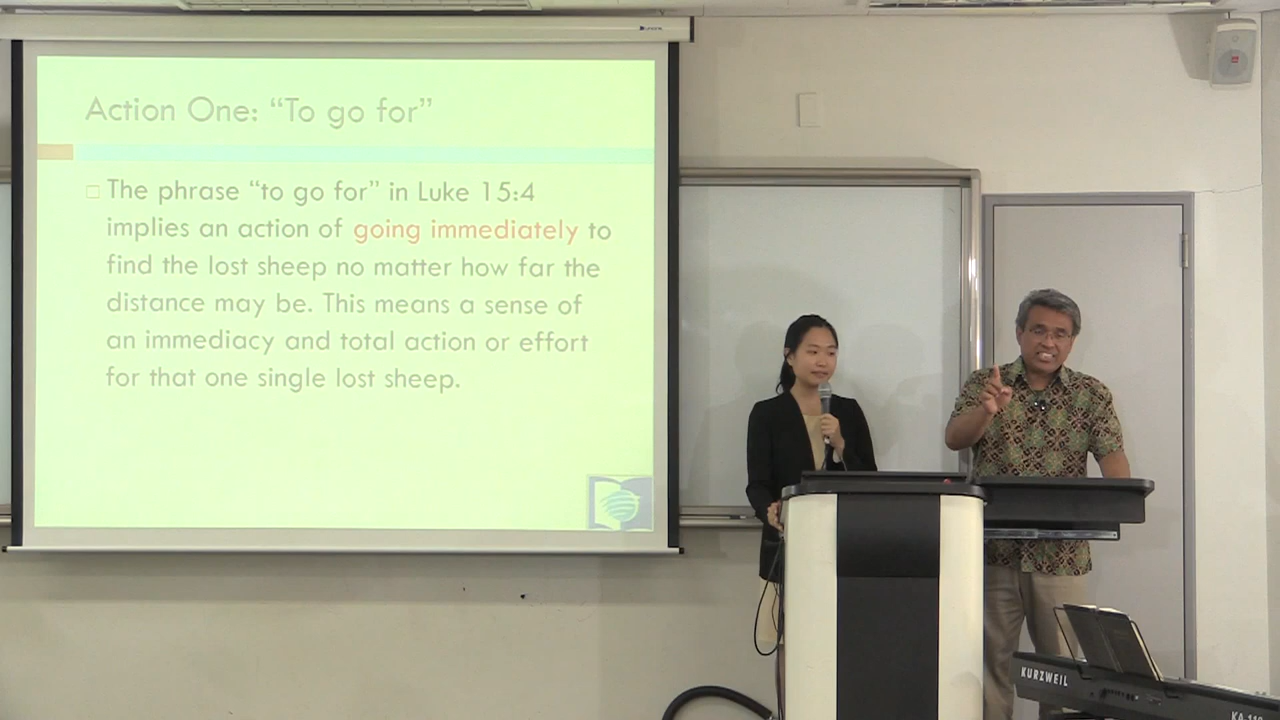 Action One: “To go for”
The phrase “to go for” in Luke 15:4
implies an action of going immediately to
find the lost sheep no matter how far the
distance may be. This means a sense of
an immediacy and total action or effort
for that one single lost sheep.
KURZWEIL